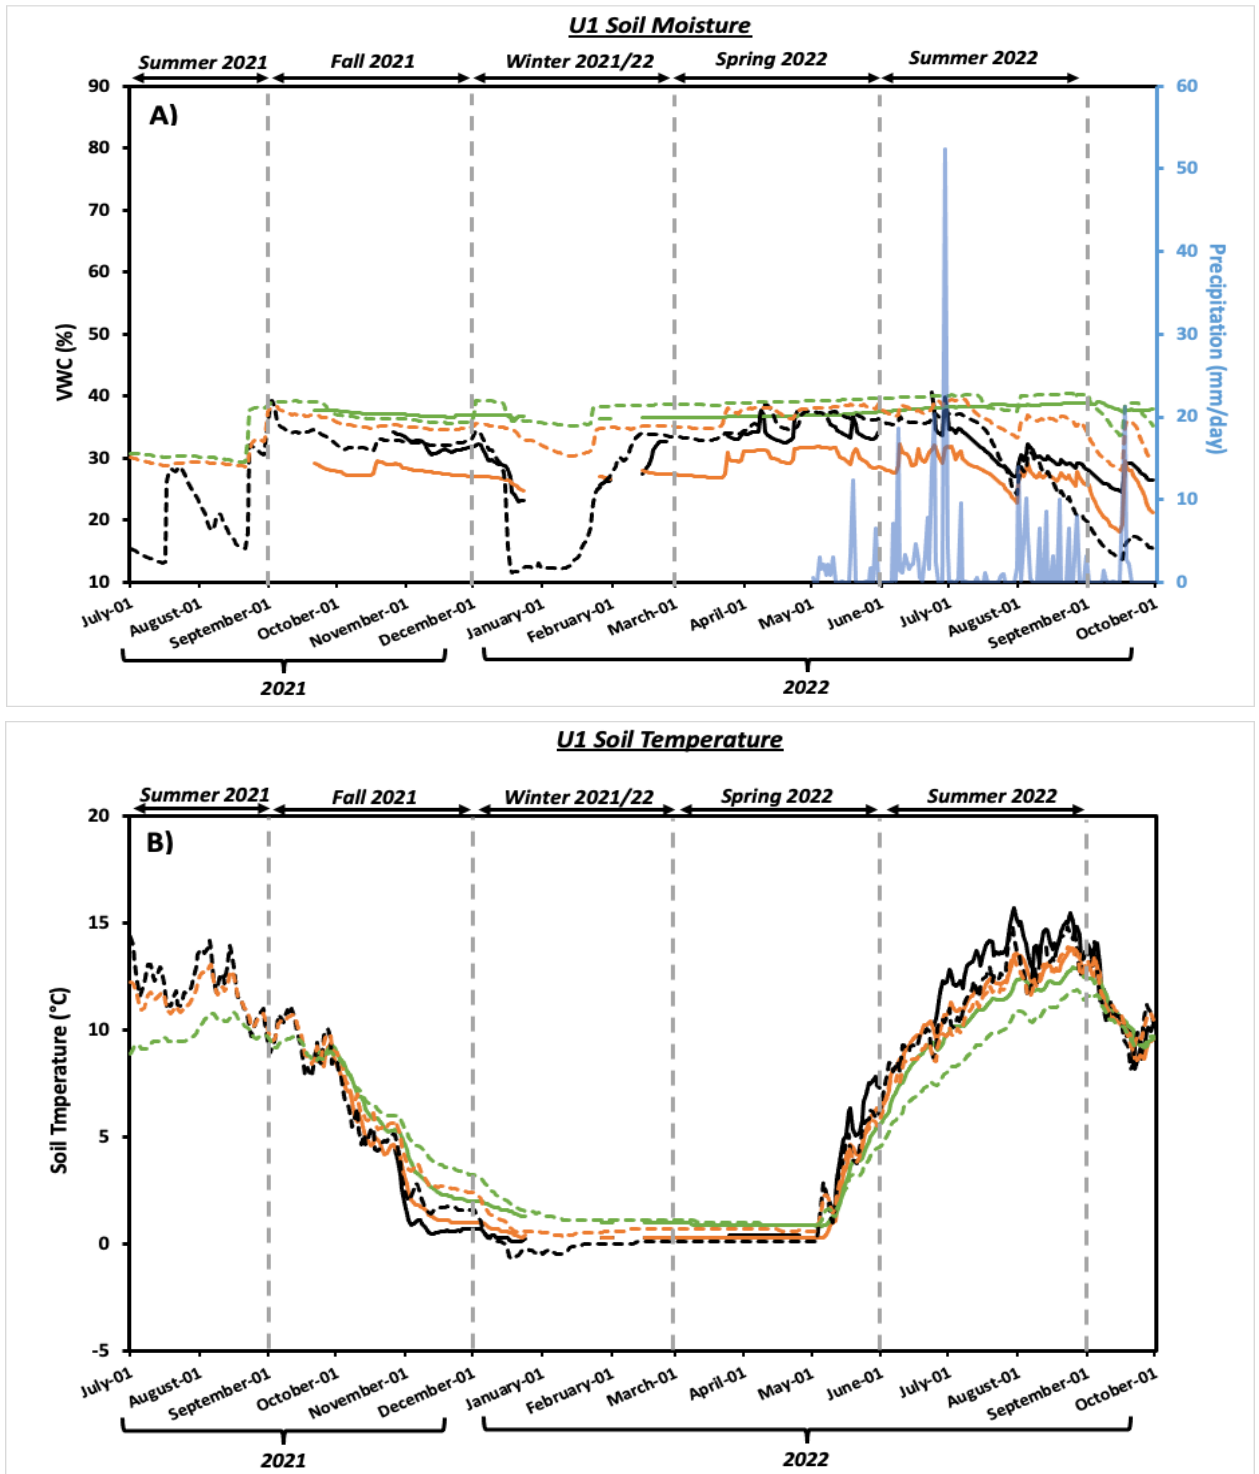 U1 Soil Moisture
Summer 2021 Fall 2021 Winter 2021/22 Spring 2022 Summer 2022
A)
90
80
70
60
50
40
30
20
10
VWC (%)
60
50
40
30
20
10
0
Precipitation (mm/day)
July-01 August-01 September-01 October-01 November-01 December-01 January-01 February-01 March-01 April-01 May-01 June-01 July-01 August-01 September-01 October-01
2021 2022
U1 Soil Temperature
Summer 2021 Fall 2021 Winter 2021/22 Spring 2022 Summer 2022
B)
20
15
10
5
0
-5
Soil Tmperature (°C)
July-01 August-01 September-01 October-01 November-01 December-01 January-01 February-01 March-01 April-01 May-01 June-01 July-01 August-01 September-01 October-01
2021 2022